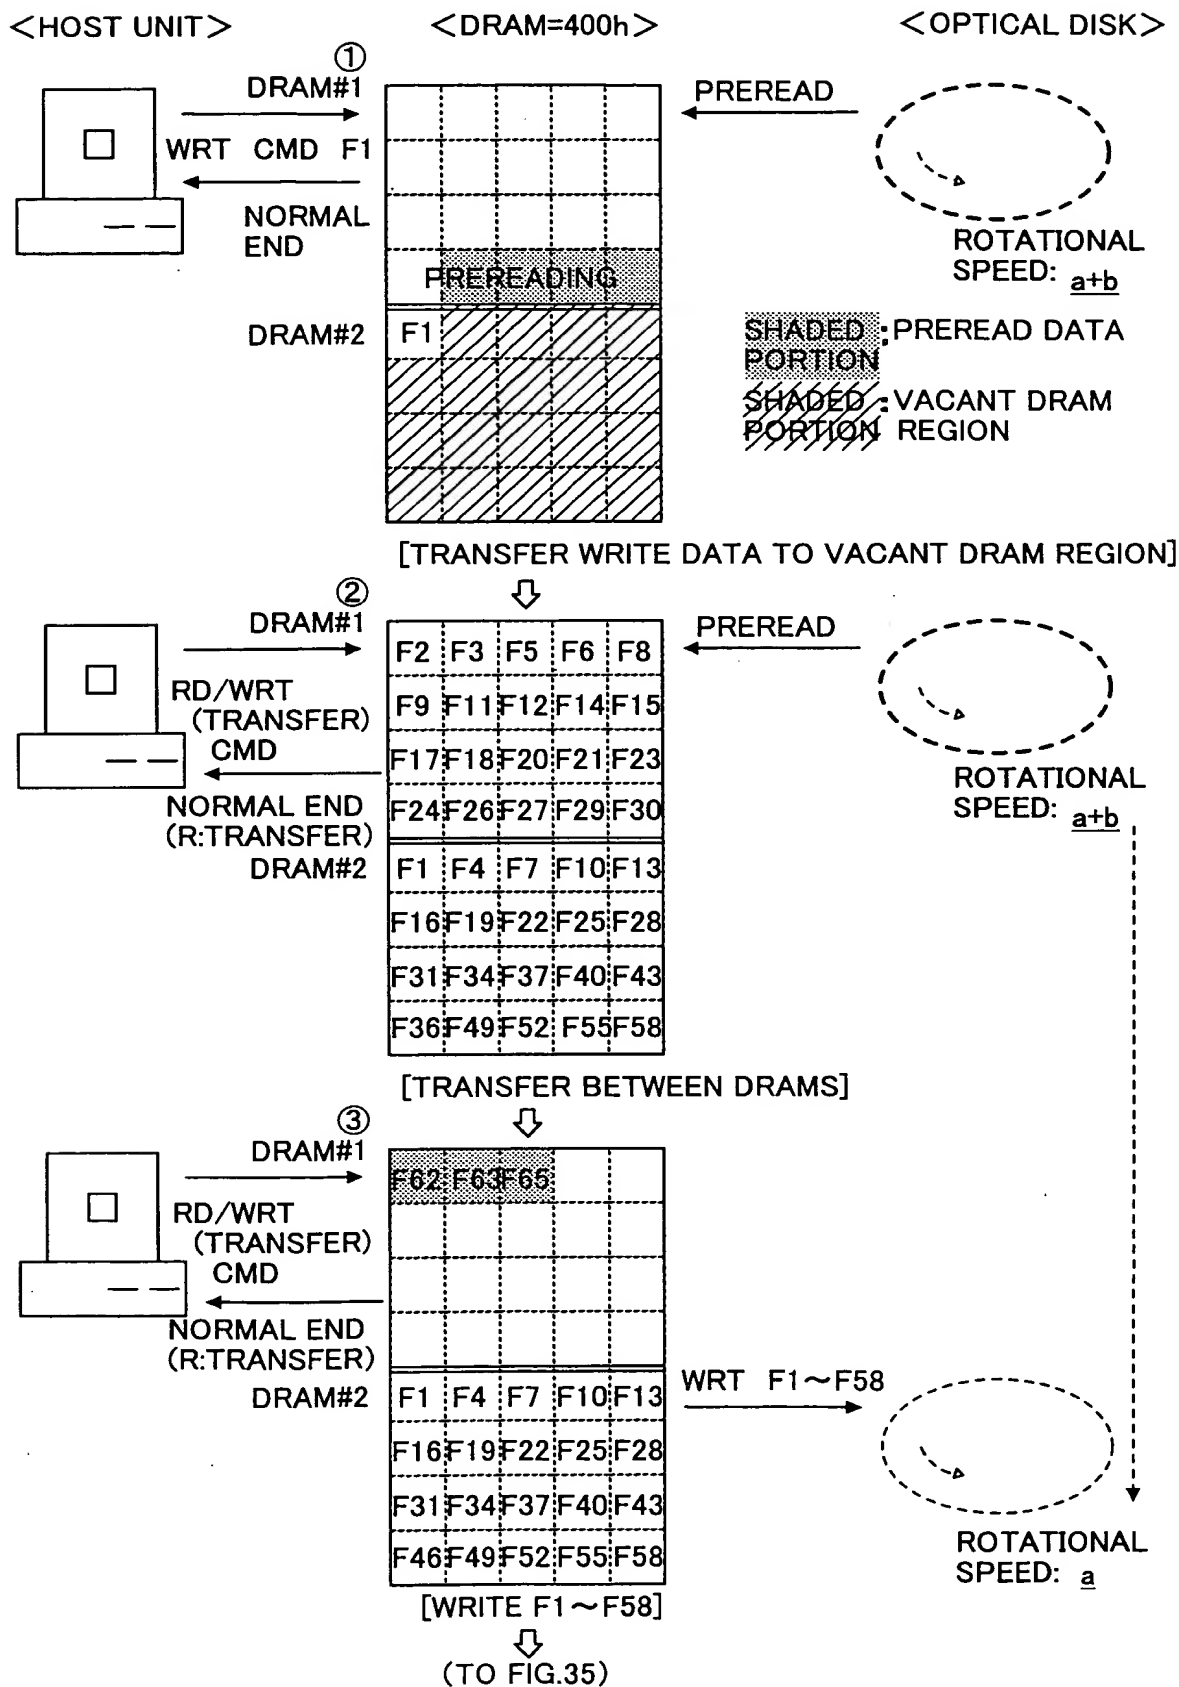 <HOST UNIT> <DRAM=400h> <OPTICAL DISK>
①
DRAM#1
PREREAD
WRT CMD F1
NORMAL
END
ROTATIONAL
SPEED: a+b
PREREADING
DRAM#2 F1
SHADED PORTION : PREREAD DATA
SHADED PORTION : VACANT DRAM REGION
[TRANSFER WRITE DATA TO VACANT DRAM REGION]
②
DRAM#1
PREREAD
F2 F3 F5 F6 F8
RD/WRT
(TRANSFER)
CMD
F9 F11 F12 F14 F15
F17 F18 F20 F21 F23
ROTATIONAL
SPEED: a+b
NORMAL END
(R:TRANSFER)
F24 F26 F27 F29 F30
DRAM#2 F1 F4 F7 F10 F13
F16 F19 F22 F25 F28
F31 F34 F37 F40 F43
F36 F49 F52 F55 F58
[TRANSFER BETWEEN DRAMS]
③
DRAM#1
F62 F63 F65
RD/WRT
(TRANSFER)
CMD
NORMAL END
(R:TRANSFER)
DRAM#2 F1 F4 F7 F10 F13 WRT F1～F58
F16 F19 F22 F25 F28
F31 F34 F37 F40 F43
F46 F49 F52 F55 F58
ROTATIONAL
SPEED: a
[WRITE F1～F58]
(TO FIG.35)